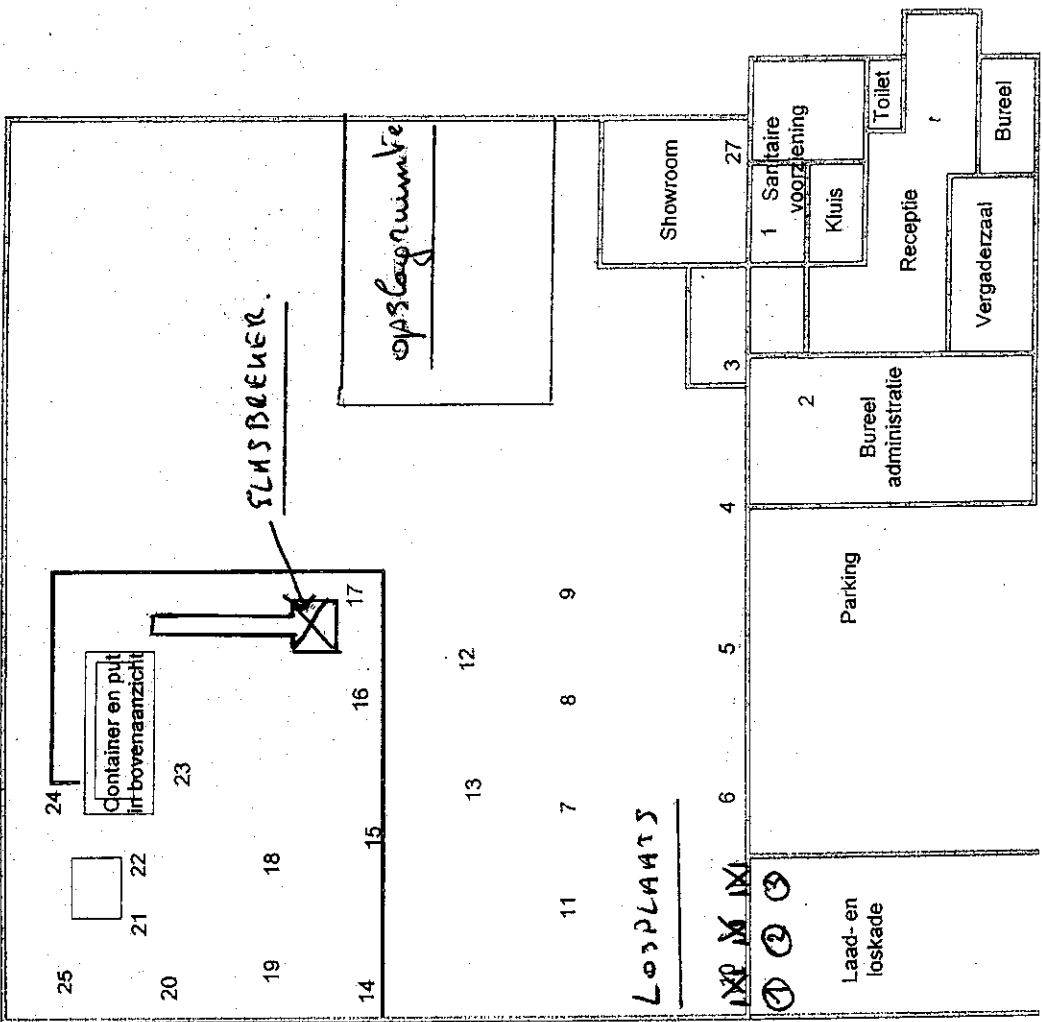 24
25
Container en put
in bovenaanzicht
21
22
23
20
GLASBREKER.
opslagruimte
19
18
17
16
14
15
12
13
9
8
7
11
LOSPLAATS
Showroom
6
5
4
3
27
1
Sanitaire
voorziening
Toilet
Kluis
2
Bureel
administratie
Receptie
Vergaderzaal
Bureel
Parking
① ② ③
Laad- en
loskade